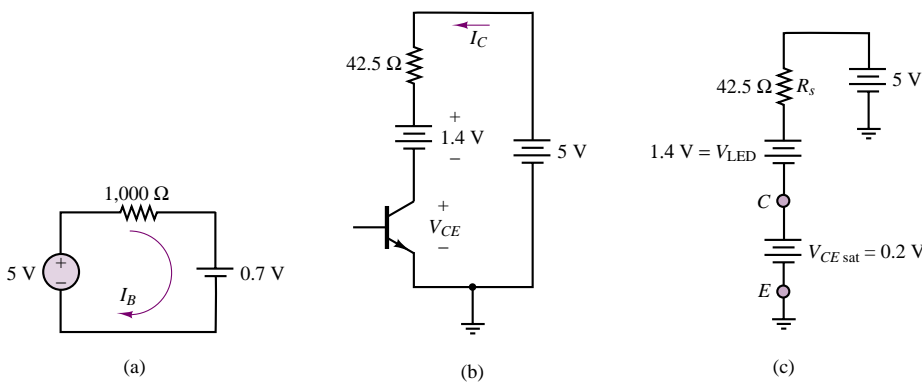 1,000 Ω
5 V
+
−
I_B
0.7 V
(a)
I_C
42.5 Ω
+
1.4 V
−
5 V
+
V_CE
−
(b)
42.5 Ω
R_s
5 V
1.4 V = V_LED
C
V_CE sat = 0.2 V
E
(c)